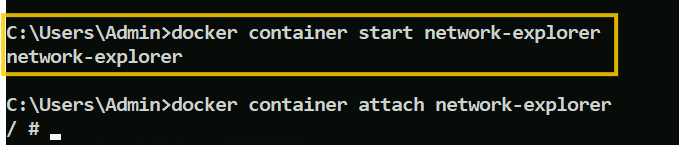 C:\Users\Admin>docker container start network-explorer
network-explorer
C:\Users\Admin>docker container attach network-explorer
/ #